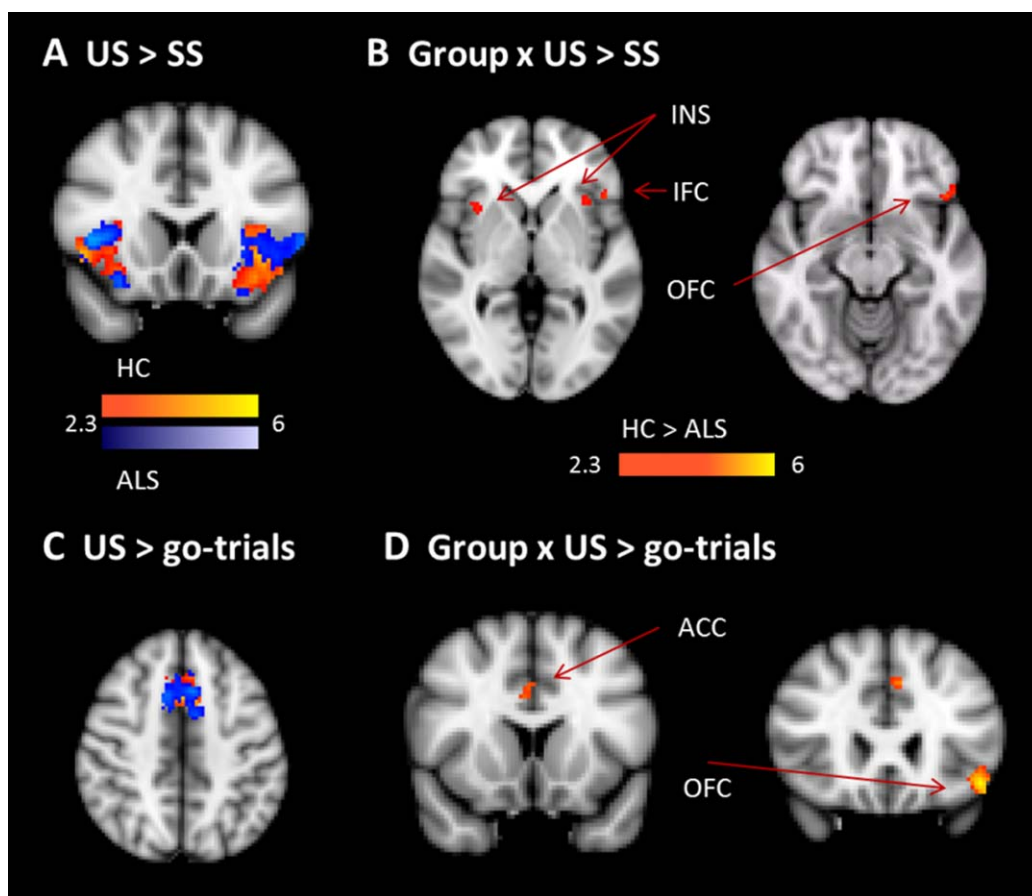 A US > SS
B Group x US > SS
INS
IFC
OFC
HC
2.3 6
ALS
HC > ALS
2.3 6
C US > go-trials
D Group x US > go-trials
ACC
OFC